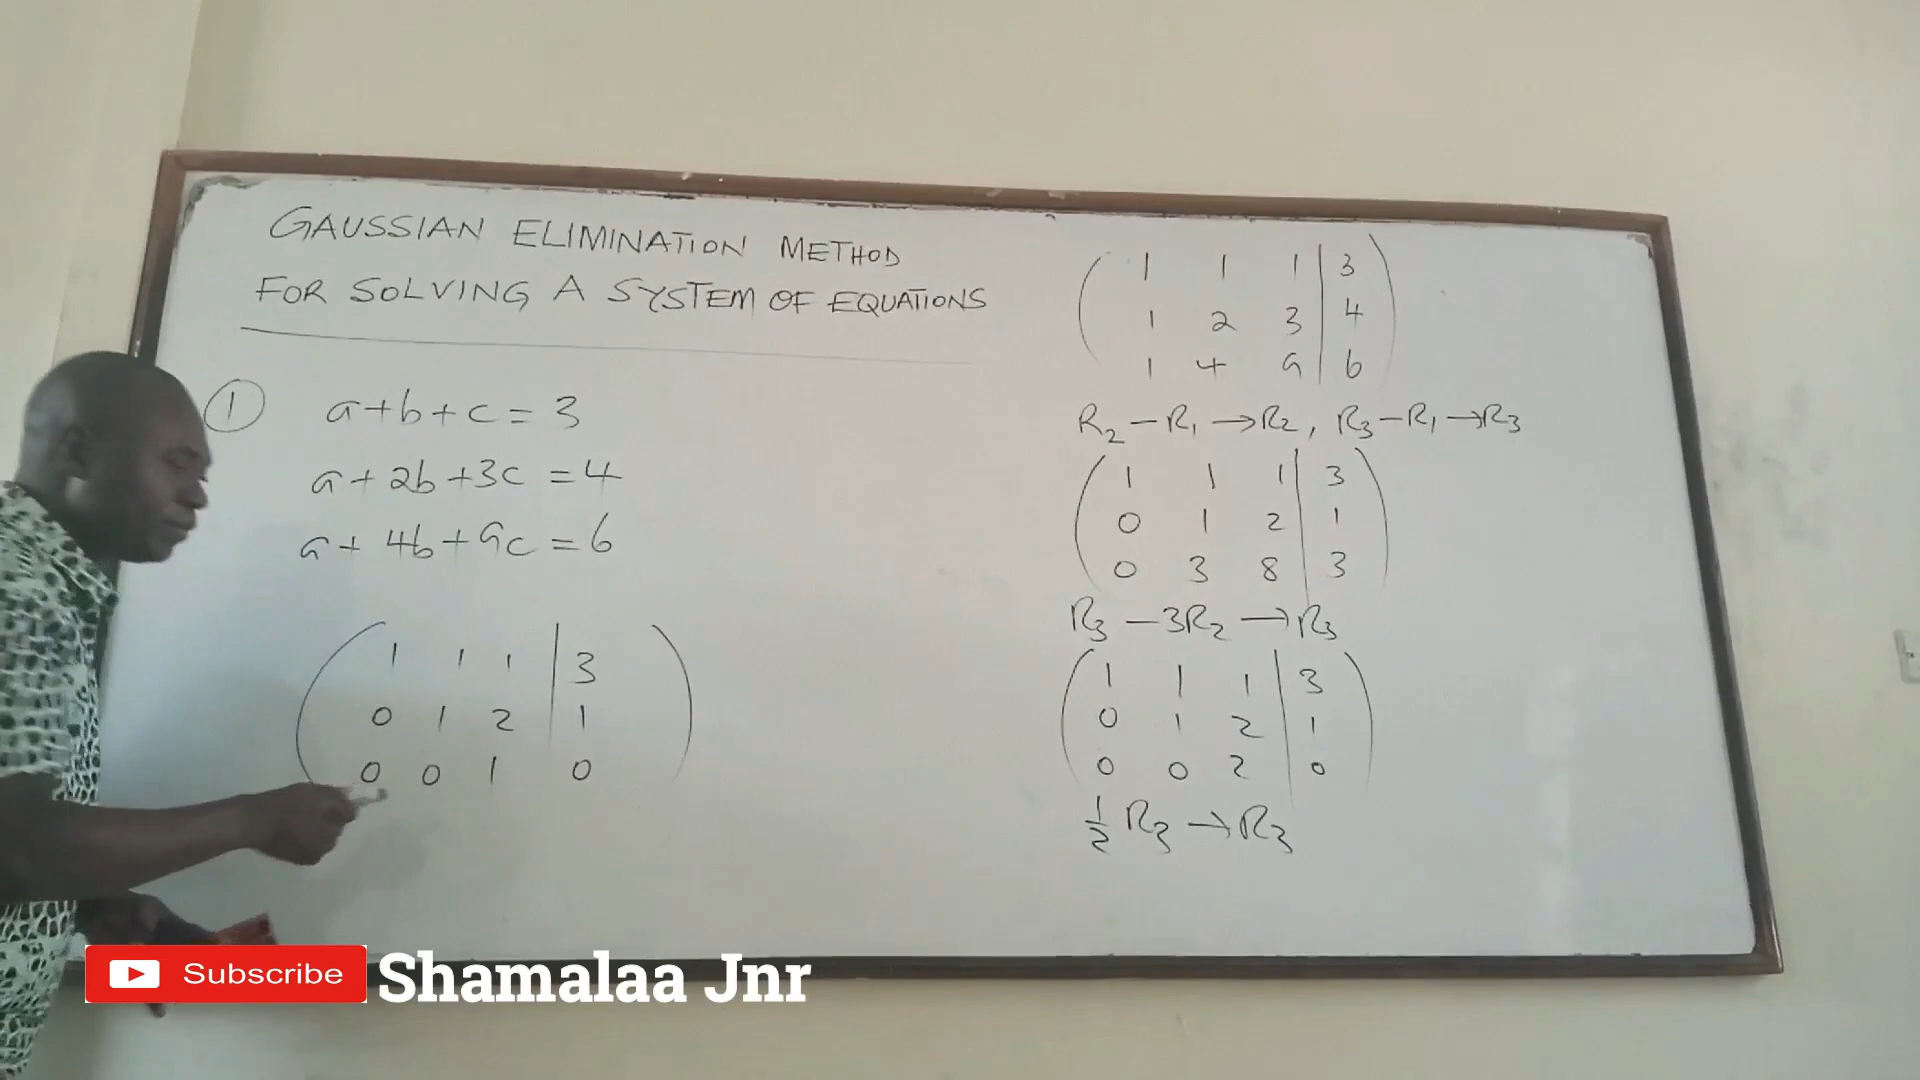 GAUSSIAN ELIMINATION METHOD
FOR SOLVING A SYSTEM OF EQUATIONS
① a+b+c=3
a+2b+3c=4
a+4b+9c=6
1 1 1 | 3
0 1 2 | 1
0 0 1 0
1 1 1 | 3
1 2 3 | 4
1 4 9 | 6
R₂-R₁→R₂, R₃-R₁→R₃
1 1 1 | 3
0 1 2 | 1
0 3 8 | 3
R₃-3R₂→R₃
1 1 1 | 3
0 1 2 | 1
0 0 2 | 0
½R₃→R₃
Subscribe Shamalaa Jnr